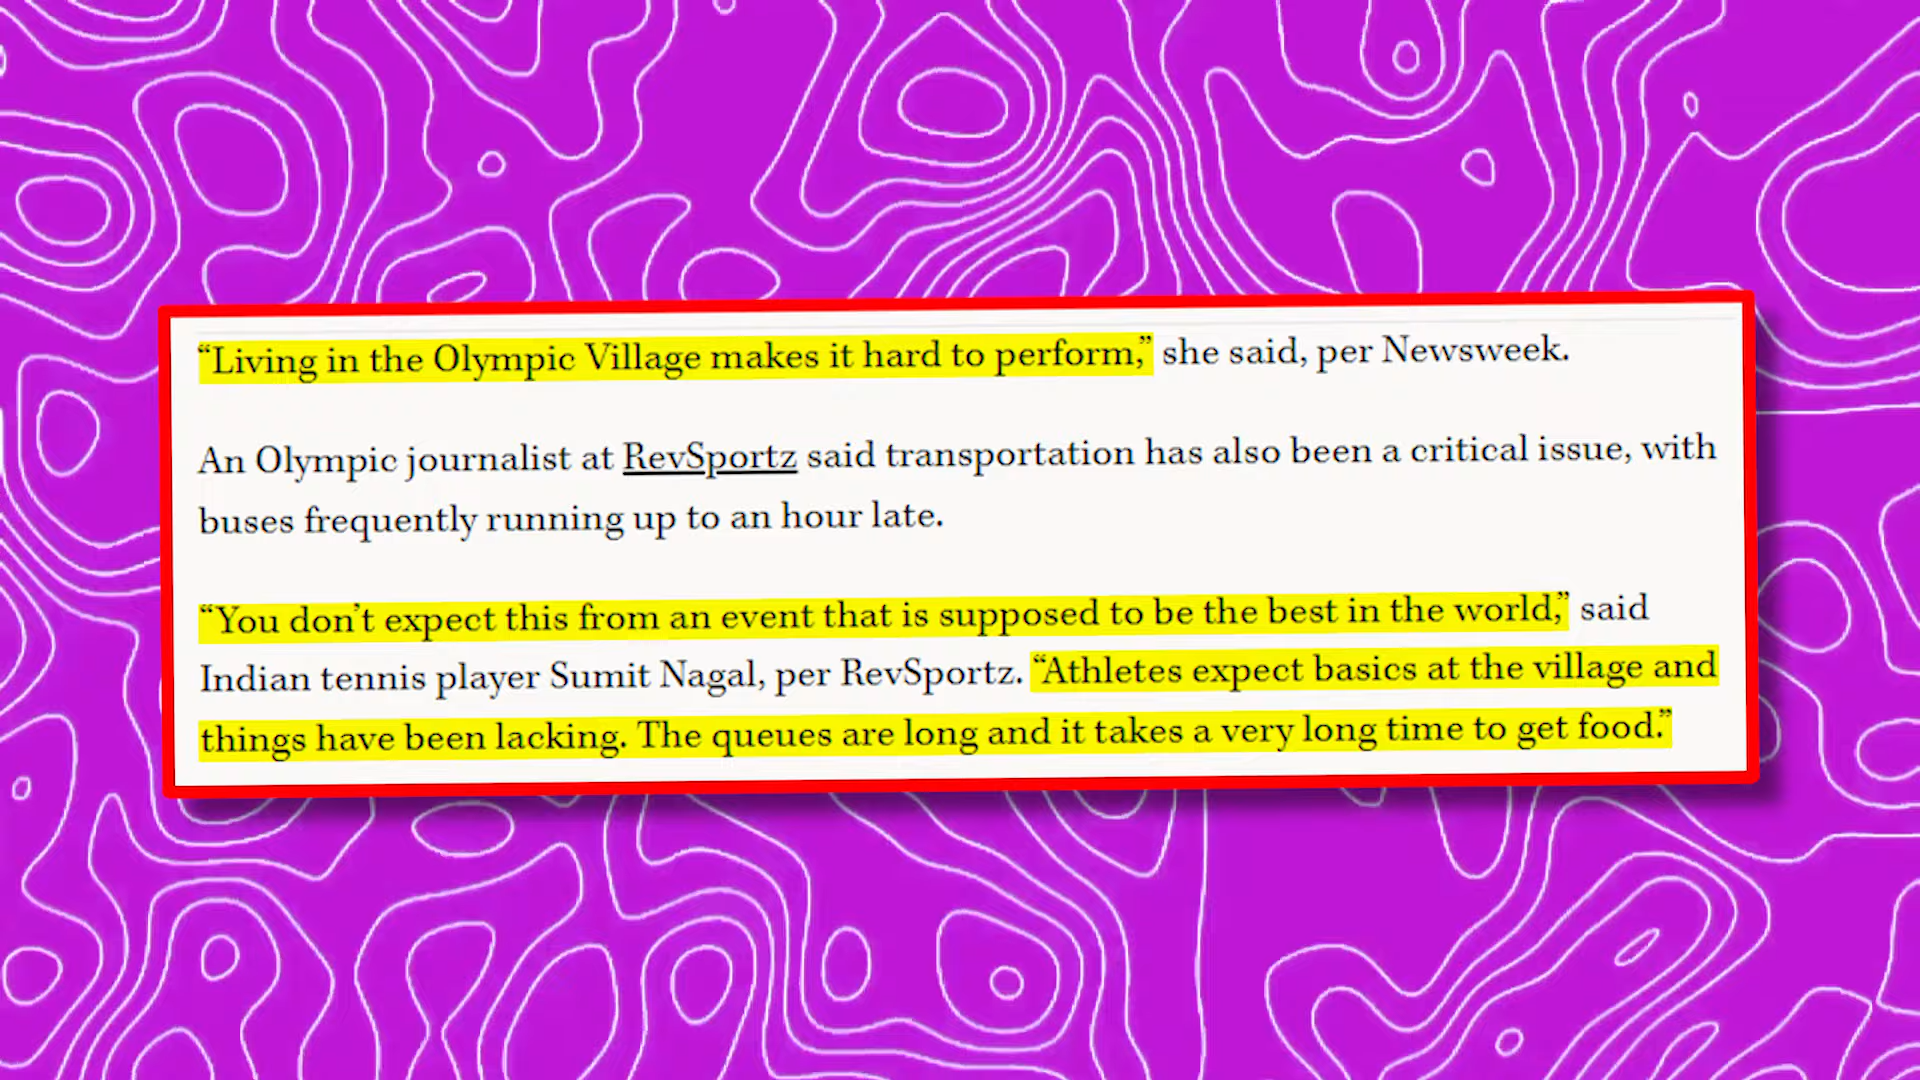 “Living in the Olympic Village makes it hard to perform,” she said, per Newsweek.
An Olympic journalist at RevSportz said transportation has also been a critical issue, with
buses frequently running up to an hour late.
“You don’t expect this from an event that is supposed to be the best in the world,” said
Indian tennis player Sumit Nagal, per RevSportz. “Athletes expect basics at the village and
things have been lacking. The queues are long and it takes a very long time to get food.”